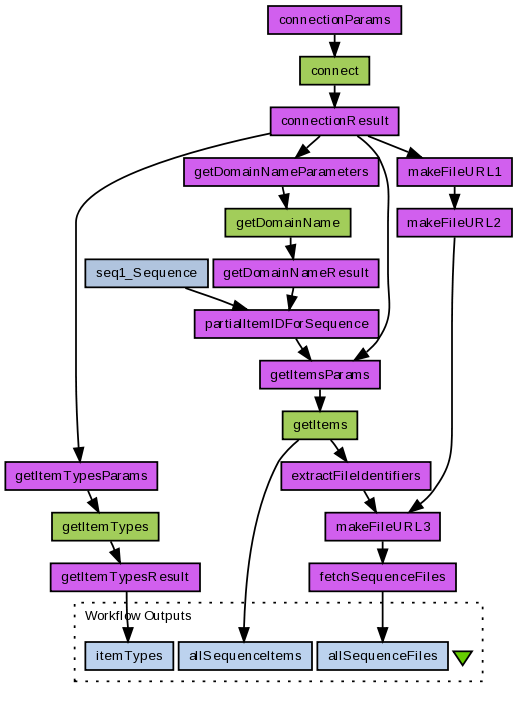 connectionParams
connect
connectionResult
getDomainNameParameters
makeFileURL1
getDomainName
makeFileURL2
seq1_Sequence
getDomainNameResult
partialItemIDForSequence
getItemsParams
getItems
getItemTypesParams
extractFileIdentifiers
getItemTypes
makeFileURL3
getItemTypesResult
fetchSequenceFiles
Workflow Outputs
itemTypes
allSequenceItems
allSequenceFiles